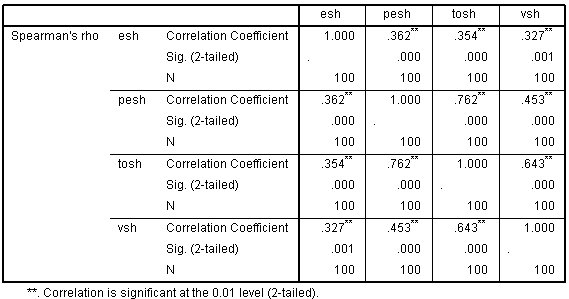 esh pesh tosh vsh
Spearman's rho esh Correlation Coefficient 1.000 .362** .354** .327**
Sig. (2-tailed) . .000 .000 .001
N 100 100 100 100
pesh Correlation Coefficient .362** 1.000 .762** .453**
Sig. (2-tailed) .000 . .000 .000
N 100 100 100 100
tosh Correlation Coefficient .354** .762** 1.000 .643**
Sig. (2-tailed) .000 .000 . .000
N 100 100 100 100
vsh Correlation Coefficient .327** .453** .643** 1.000
Sig. (2-tailed) .001 .000 .000 .
N 100 100 100 100
**. Correlation is significant at the 0.01 level (2-tailed).